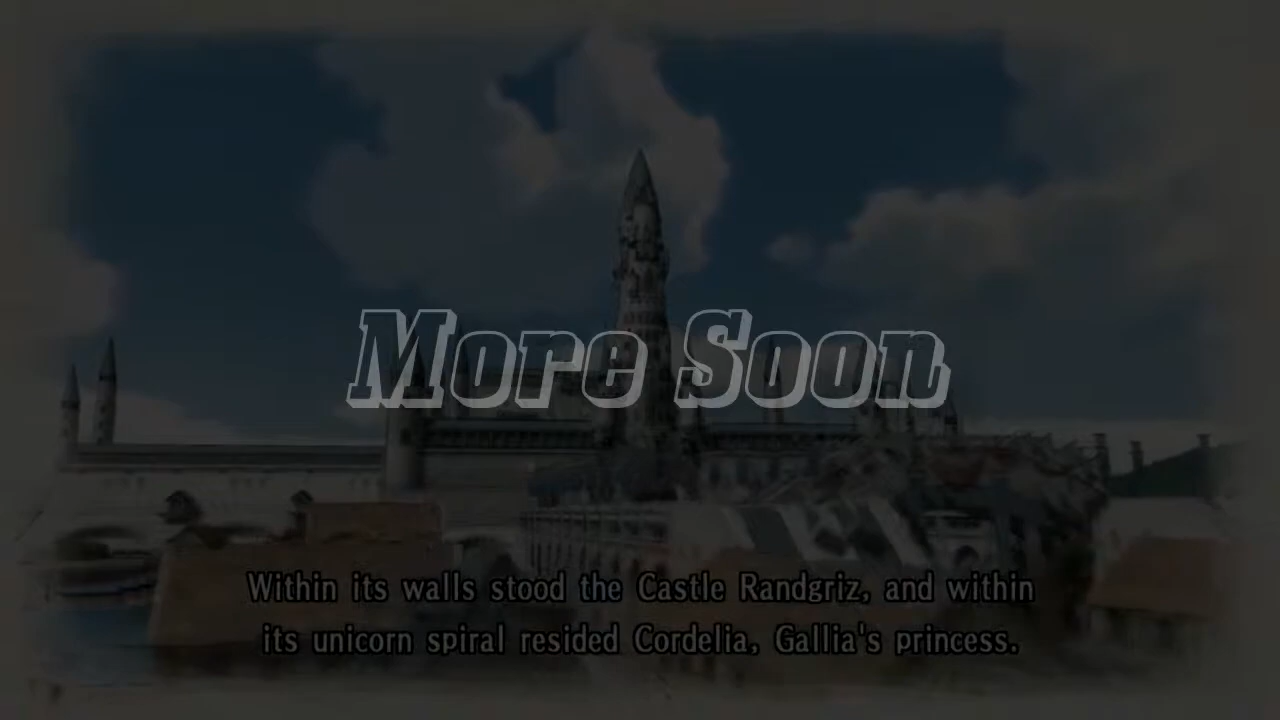 More Soon
Within its walls stood the Castle Randgriz, and within
its unicorn spiral resided Cordelia, Gallia's princess.